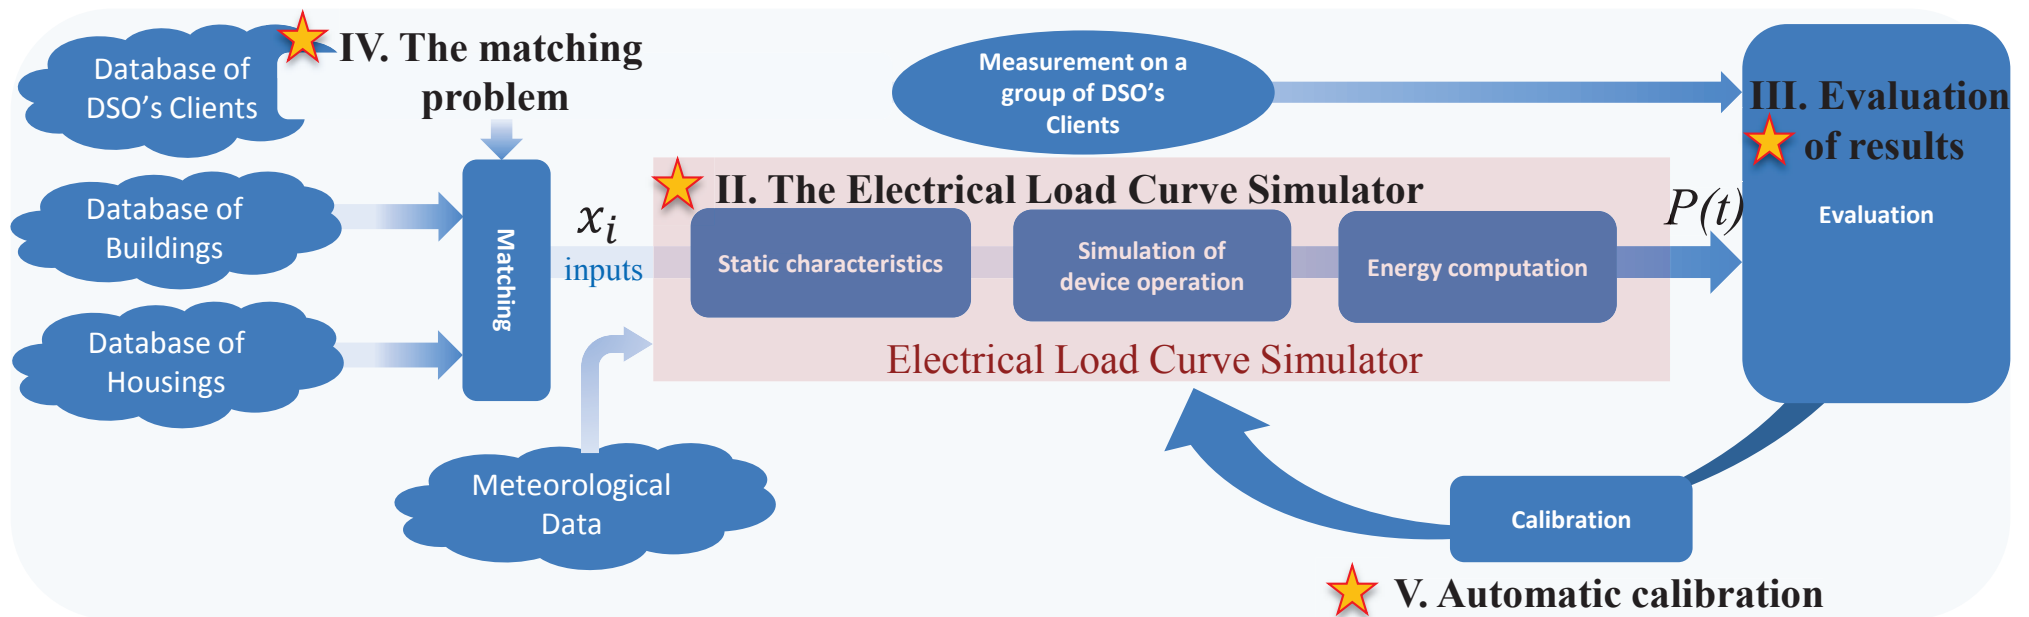 Database of
DSO's Clients
IV. The matching
problem
Measurement on a
group of DSO's
Clients
III. Evaluation
of results
Evaluation
Database of
Buildings
Matching
x_i
inputs
II. The Electrical Load Curve Simulator
Static characteristics
Simulation of
device operation
Energy computation
P(t)
Electrical Load Curve Simulator
Database of
Housings
Meteorological
Data
Calibration
V. Automatic calibration